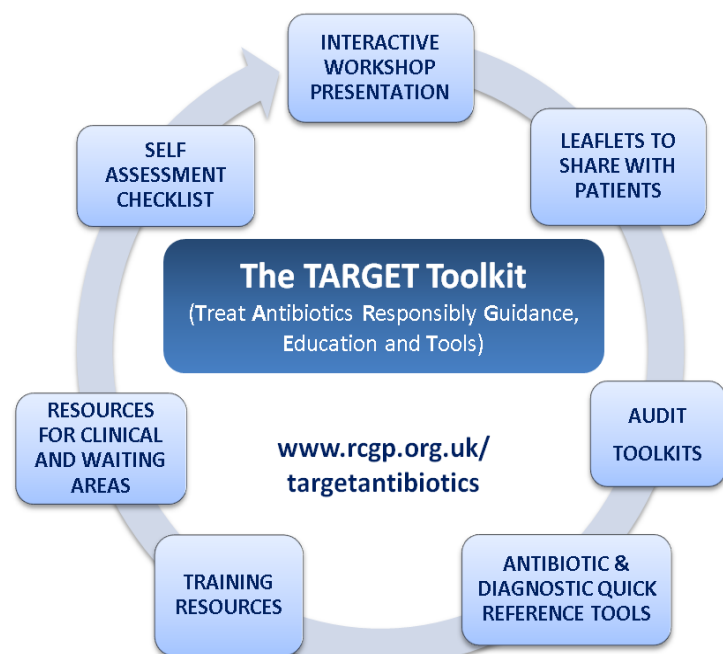 INTERACTIVE
WORKSHOP
PRESENTATION
LEAFLETS TO
SHARE WITH
PATIENTS
AUDIT
TOOLKITS
ANTIBIOTIC &
DIAGNOSTIC QUICK
REFERENCE TOOLS
TRAINING
RESOURCES
RESOURCES
FOR CLINICAL
AND WAITING
AREAS
SELF
ASSESSMENT
CHECKLIST
The TARGET Toolkit
(Treat Antibiotics Responsibly Guidance,
Education and Tools)
www.rcgp.org.uk/
targetantibiotics